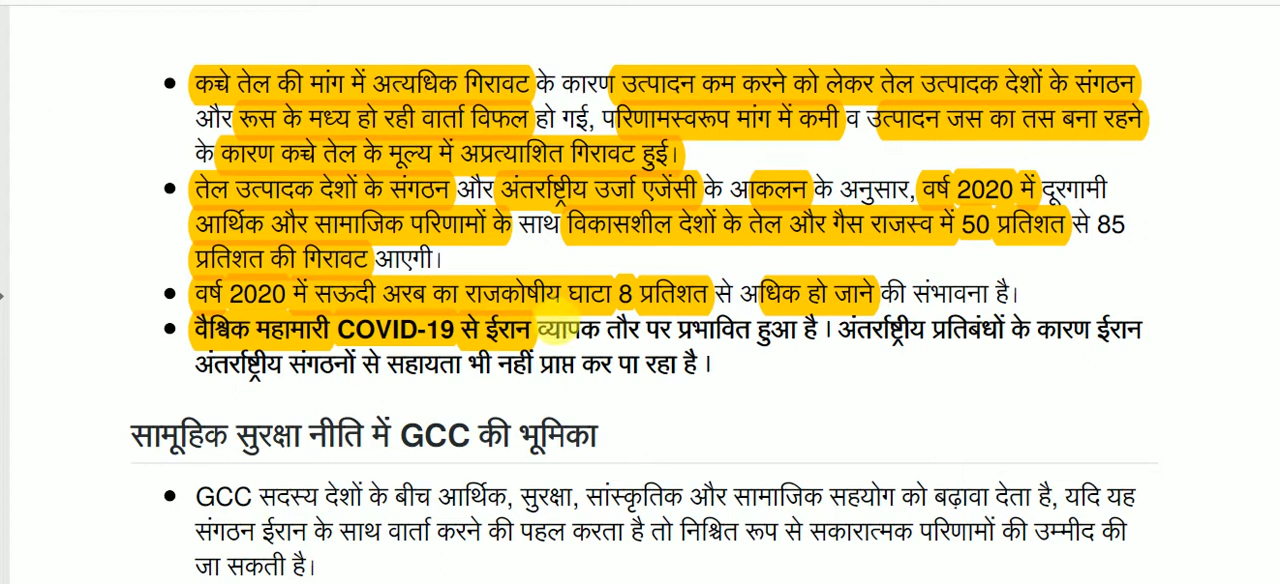 कच्चे तेल की मांग में अत्यधिक गिरावट के कारण उत्पादन कम करने को लेकर तेल उत्पादक देशों के संगठन
और रूस के मध्य हो रही वार्ता विफल हो गई, परिणामस्वरूप मांग में कमी व उत्पादन जस का तस बना रहने
के कारण कच्चे तेल के मूल्य में अप्रत्याशित गिरावट हुई।
तेल उत्पादक देशों के संगठन और अंतर्राष्ट्रीय उर्जा एजेंसी के आकलन के अनुसार, वर्ष 2020 में दूरगामी
आर्थिक और सामाजिक परिणामों के साथ विकासशील देशों के तेल और गैस राजस्व में 50 प्रतिशत से 85
प्रतिशत की गिरावट आएगी।
वर्ष 2020 में सऊदी अरब का राजकोषीय घाटा 8 प्रतिशत से अधिक हो जाने की संभावना है।
वैश्विक महामारी COVID-19 से ईरान व्यापक तौर पर प्रभावित हुआ है। अंतर्राष्ट्रीय प्रतिबंधों के कारण ईरान
अंतर्राष्ट्रीय संगठनों से सहायता भी नहीं प्राप्त कर पा रहा है।
सामूहिक सुरक्षा नीति में GCC की भूमिका
GCC सदस्य देशों के बीच आर्थिक, सुरक्षा, सांस्कृतिक और सामाजिक सहयोग को बढ़ावा देता है, यदि यह
संगठन ईरान के साथ वार्ता करने की पहल करता है तो निश्चित रूप से सकारात्मक परिणामों की उम्मीद की
जा सकती है।